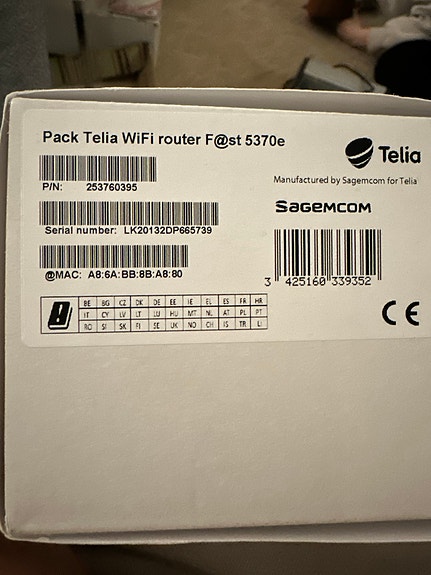 Pack Telia WiFi router F@st 5370e
Telia
Manufactured by Sagemcom for Telia
P/N: 253760395
SAGEMCOM
Serial number: LK20132DP665739
@MAC: A8:6A:BB:8B:A8:80
3 425160 339352
BE BG CZ DK DE EE IE EL ES FR HR
IT CY LV LT LU HU MT NL AT PL PT
RO SI SK FI SE UK NO CH IS TR LI
CE